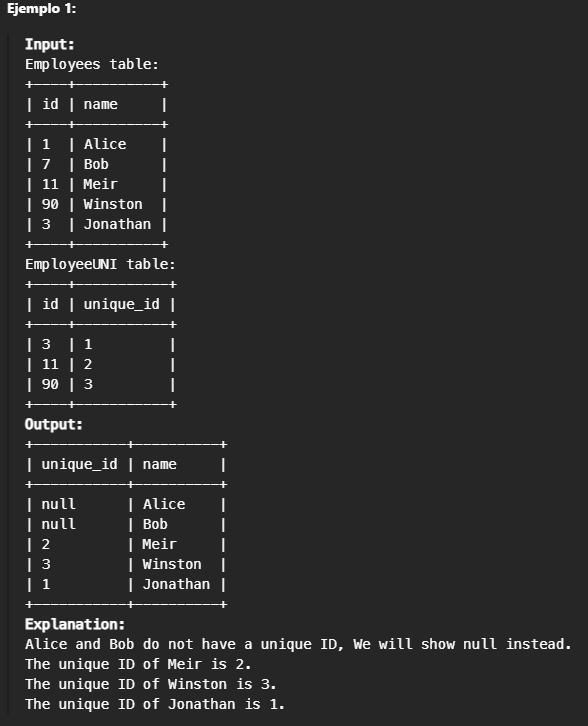 Ejemplo 1:
Input:
Employees table:
+----+----------+
| id | name     |
+----+----------+
| 1  | Alice    |
| 7  | Bob      |
| 11 | Meir     |
| 90 | Winston  |
| 3  | Jonathan |
+----+----------+
EmployeeUNI table:
+----+-----------+
| id | unique_id |
+----+-----------+
| 3  | 1         |
| 11 | 2         |
| 90 | 3         |
+----+-----------+
Output:
+-----------+----------+
| unique_id | name     |
+-----------+----------+
| null      | Alice    |
| null      | Bob      |
| 2         | Meir     |
| 3         | Winston  |
| 1         | Jonathan |
+-----------+----------+
Explanation:
Alice and Bob do not have a unique ID, We will show null instead.
The unique ID of Meir is 2.
The unique ID of Winston is 3.
The unique ID of Jonathan is 1.